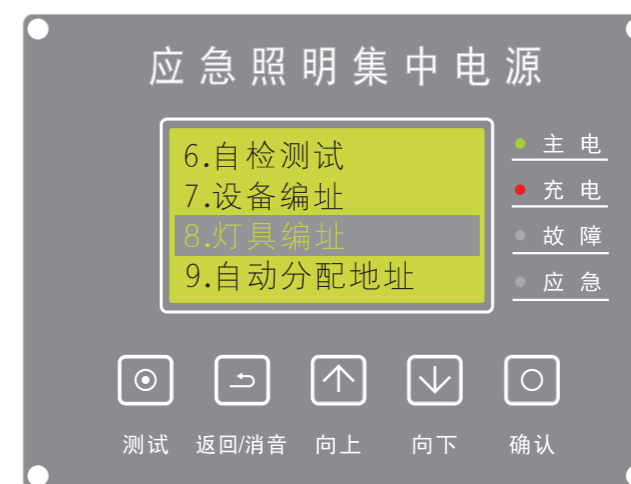 应急照明集中电源
6.自检测试
7.设备编址
8.灯具编址
9.自动分配地址
主电
充电
故障
应急
测试 返回/消音 向上 向下 确认